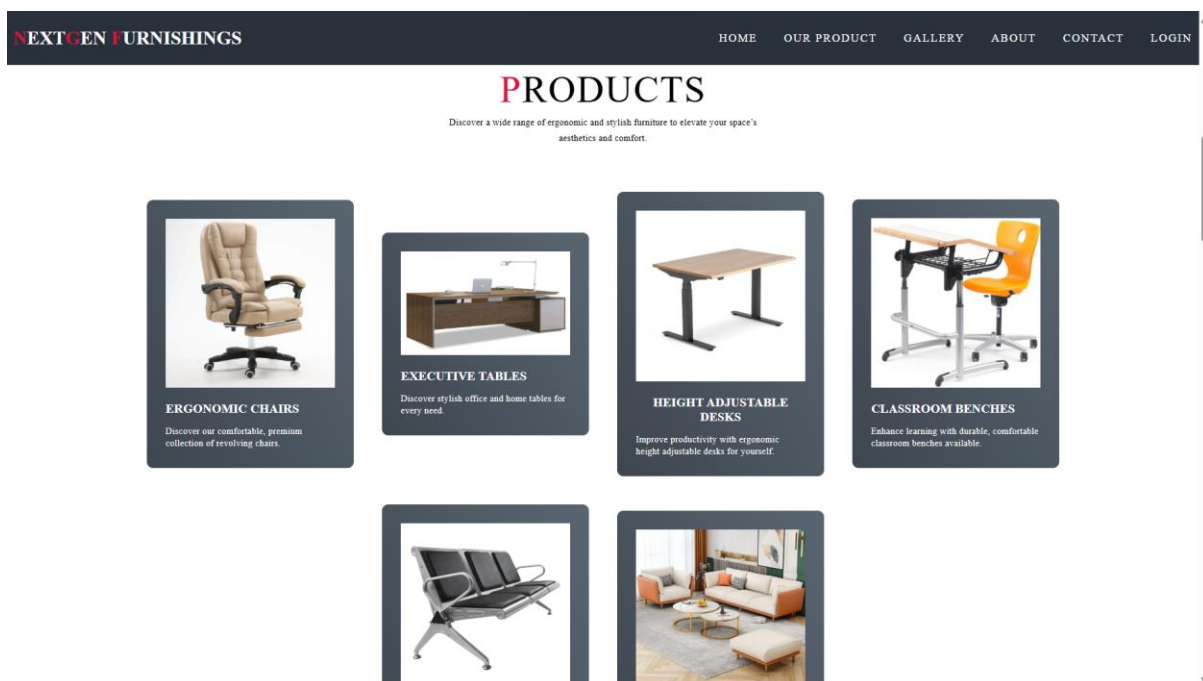 NEXTGEN FURNISHINGS
HOME OUR PRODUCT GALLERY ABOUT CONTACT LOGIN
PRODUCTS
Discover a wide range of ergonomic and stylish furniture to elevate your space's
aesthetics and comfort.
ERGONOMIC CHAIRS
Discover our comfortable, premium
collection of revolving chairs.
EXECUTIVE TABLES
Discover stylish office and home tables for
every need.
HEIGHT ADJUSTABLE
DESKS
Improve productivity with ergonomic
height adjustable desks for yourself.
CLASSROOM BENCHES
Enhance learning with durable, comfortable
classroom benches available.